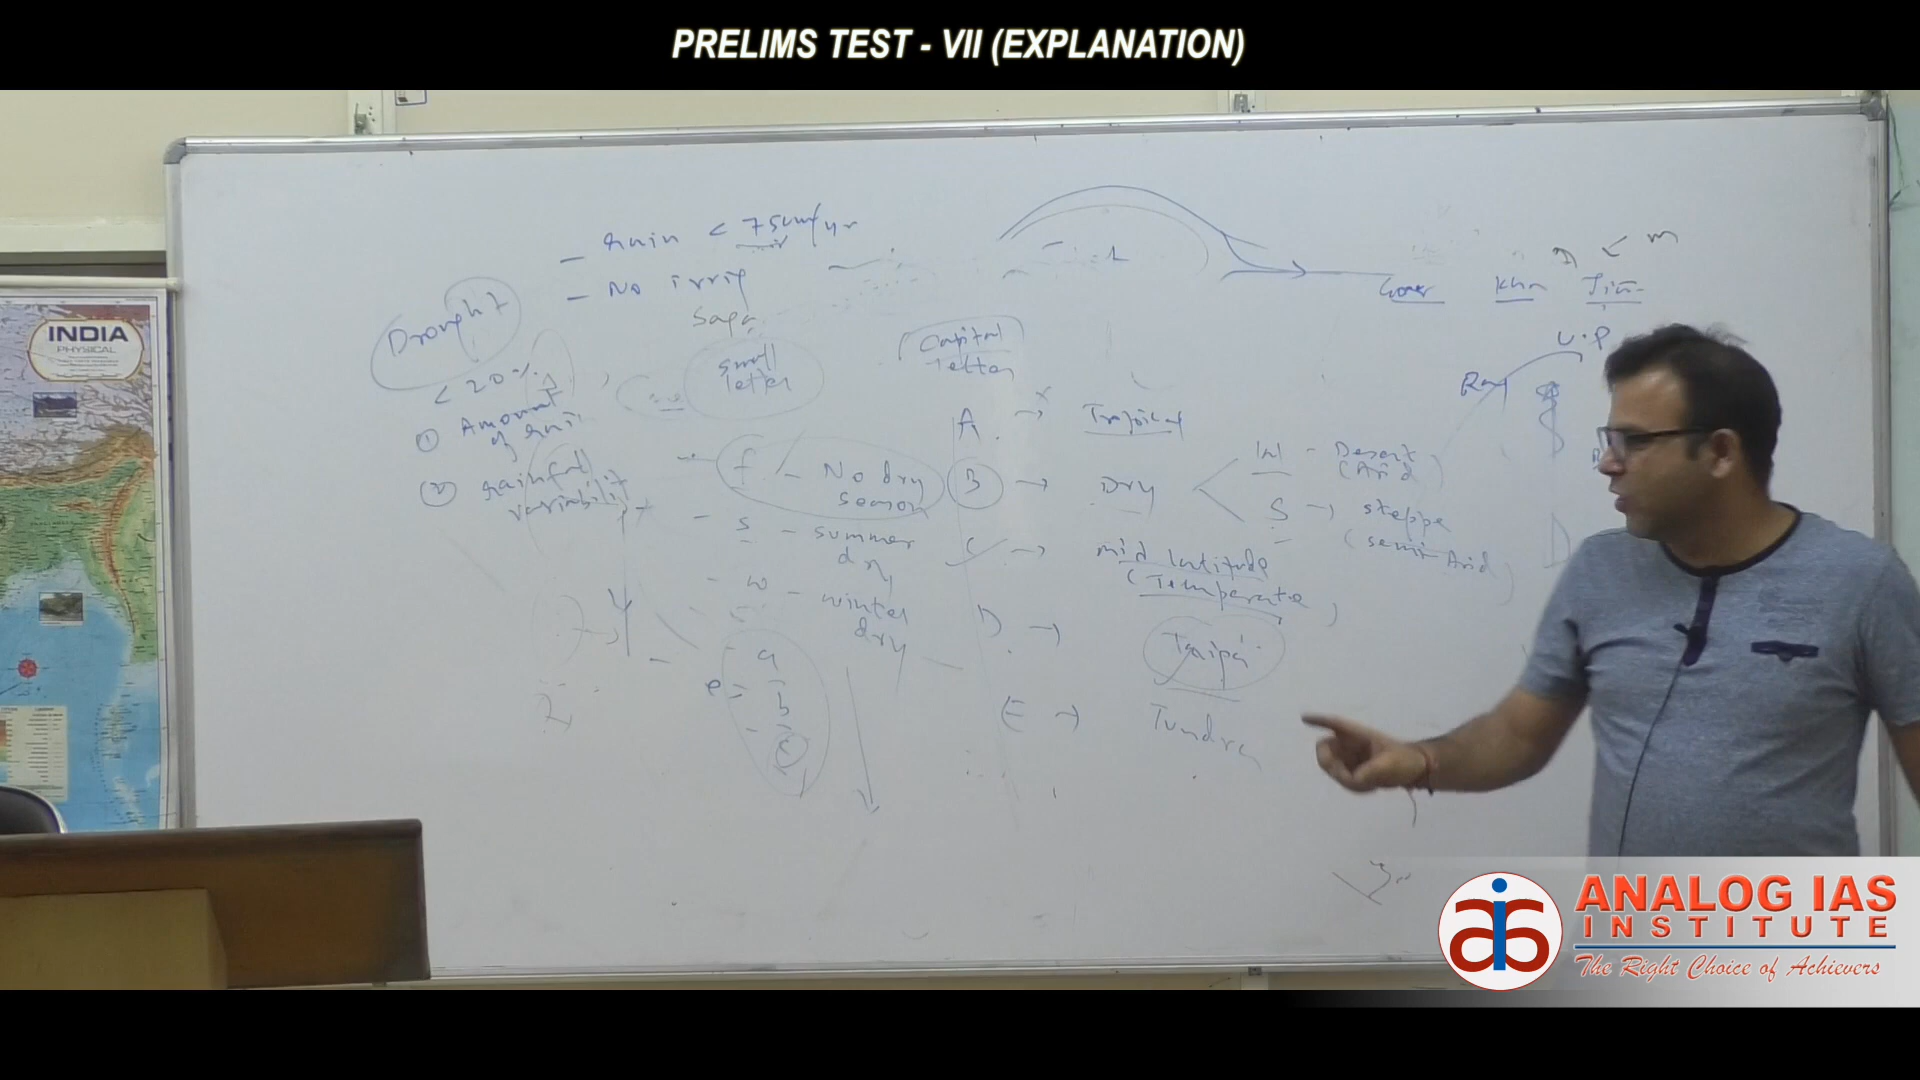 PRELIMS TEST - VII (EXPLANATION)
- Rain < 75cm/yr
- No irrig
Drought
< 20%
① Amount
of rain
② rainfall
variability
small
letter
Capital
letter
f - No dry
season
- s - summer
dry
- w - winter
dry
a
b
c
A. → Tropical
B → Dry
W - Desert
(Arid
S → steppe
(semi-Arid)
C → mid latitude
(Temperate)
D. → Taiga
E → Tundra
U.P
INDIA
PHYSICAL
ANALOG IAS
INSTITUTE
The Right Choice of Achievers